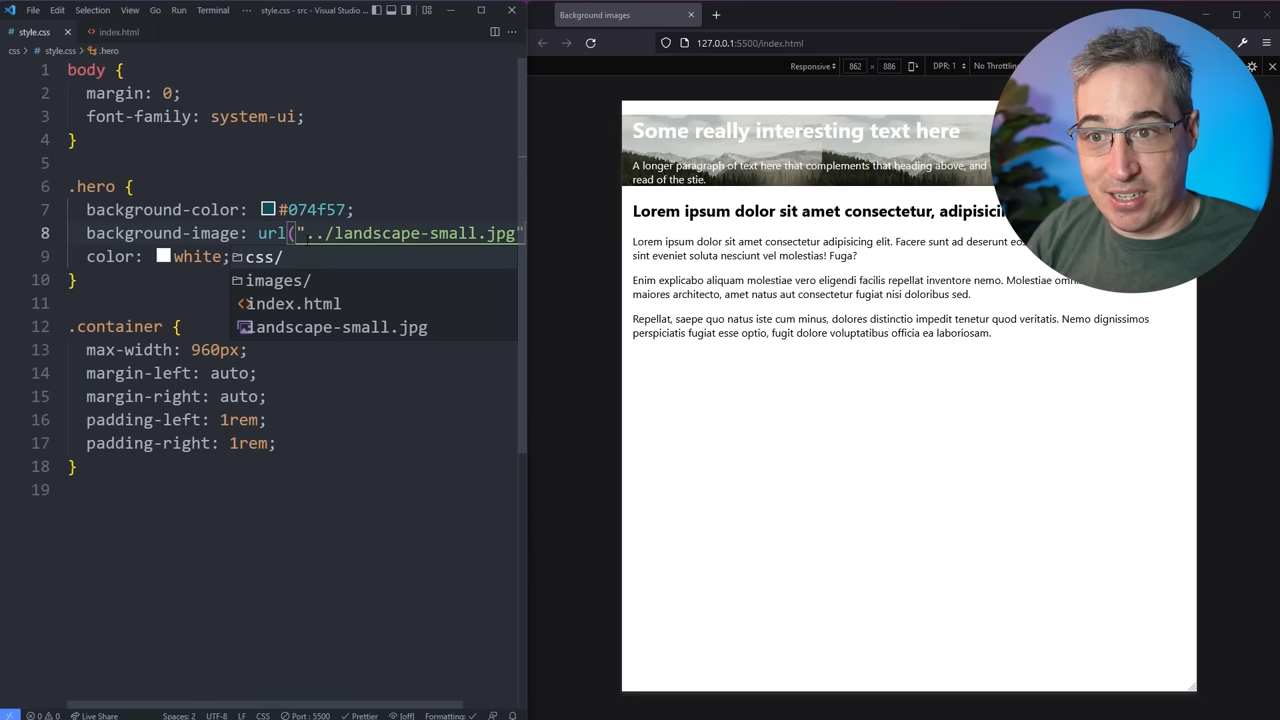 File Edit Selection View Go Run Terminal ··· style.css - src - Visual Studio ...
style.css index.html
css > style.css > .hero
1 body {
2 margin: 0;
3 font-family: system-ui;
4 }
5
6 .hero {
7 background-color: #074f57;
8 background-image: url("../landscape-small.jpg"
9 color: white;
css/
10 }
images/
11
index.html
12 .container {
landscape-small.jpg
13 max-width: 960px;
14 margin-left: auto;
15 margin-right: auto;
16 padding-left: 1rem;
17 padding-right: 1rem;
18 }
19
0 0 Live Share Spaces: 2 UTF-8 LF CSS Port : 5500 Prettier [off] Formatting:
Background images
127.0.0.1:5500/index.html
Responsive 862 × 886 DPR: 1 No Throttling
Some really interesting text here
A longer paragraph of text here that complements that heading above, and
read of the stie.
Lorem ipsum dolor sit amet consectetur, adipisici
Lorem ipsum dolor sit amet consectetur adipisicing elit. Facere sunt ad deserunt eos
sint eveniet soluta nesciunt vel molestias! Fuga?
Enim explicabo aliquam molestiae vero eligendi facilis repellat inventore nemo. Molestiae omn
maiores architecto, amet natus aut consectetur fugiat nisi doloribus sed.
Repellat, saepe quo natus iste cum minus, dolores distinctio impedit tenetur quod veritatis. Nemo dignissimos
perspiciatis fugiat esse optio, fugit dolore voluptatibus officia ea laboriosam.